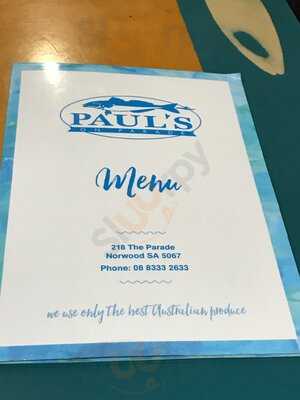 PAUL'S
ON PARADE
Menu
218 The Parade
Norwood SA 5067
Phone: 08 8333 2633
we use only the best Australian produce
slurpy